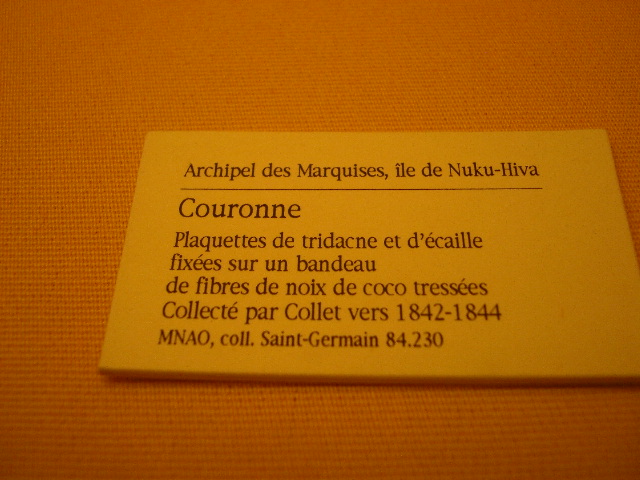 Archipel des Marquises, île de Nuku-Hiva
Couronne
Plaquettes de tridacne et d'écaille
fixées sur un bandeau
de fibres de noix de coco tressées
Collecté par Collet vers 1842-1844
MNAO, coll. Saint-Germain 84.230